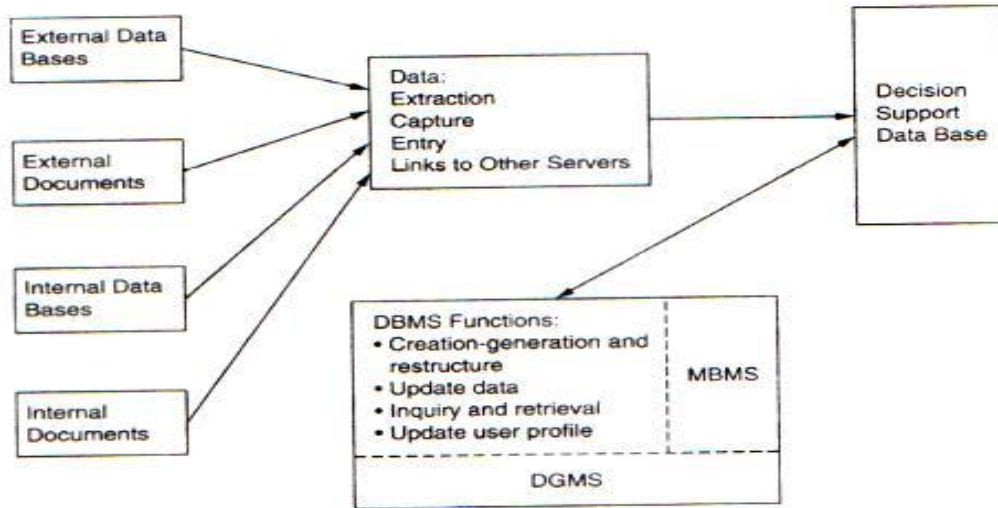 External Data
Bases
External
Documents
Internal Data
Bases
Internal
Documents
Data:
Extraction
Capture
Entry
Links to Other Servers
Decision
Support
Data Base
DBMS Functions:
• Creation-generation and
restructure
• Update data
• Inquiry and retrieval
• Update user profile
MBMS
DGMS